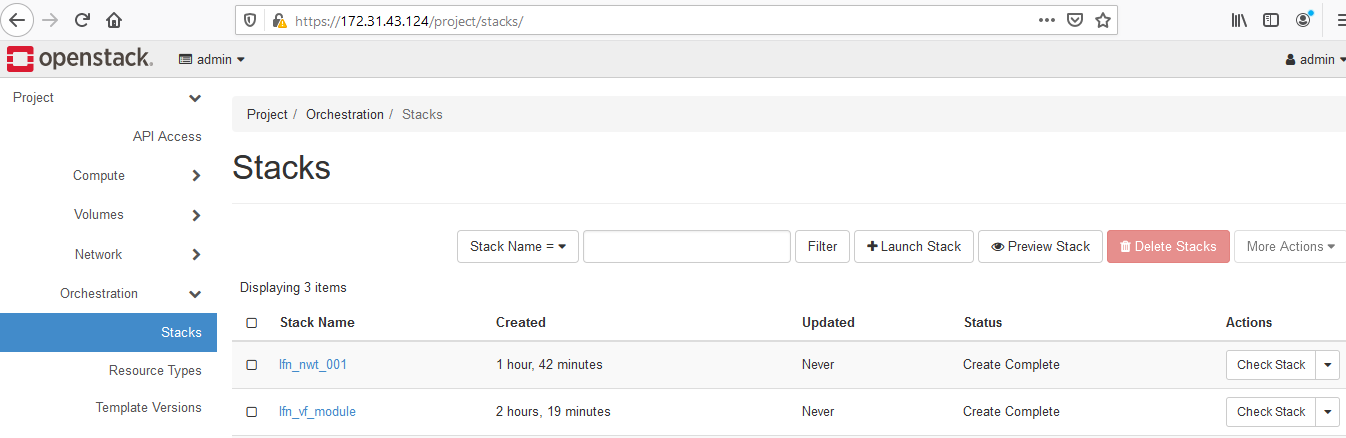 https://172.31.43.124/project/stacks/
openstack. admin admin
Project
API Access
Compute
Volumes
Network
Orchestration
Stacks
Resource Types
Template Versions
Project / Orchestration / Stacks
Stacks
Stack Name = Filter Launch Stack Preview Stack Delete Stacks More Actions
Displaying 3 items
Stack Name Created Updated Status Actions
lfn_nwt_001 1 hour, 42 minutes Never Create Complete Check Stack
lfn_vf_module 2 hours, 19 minutes Never Create Complete Check Stack